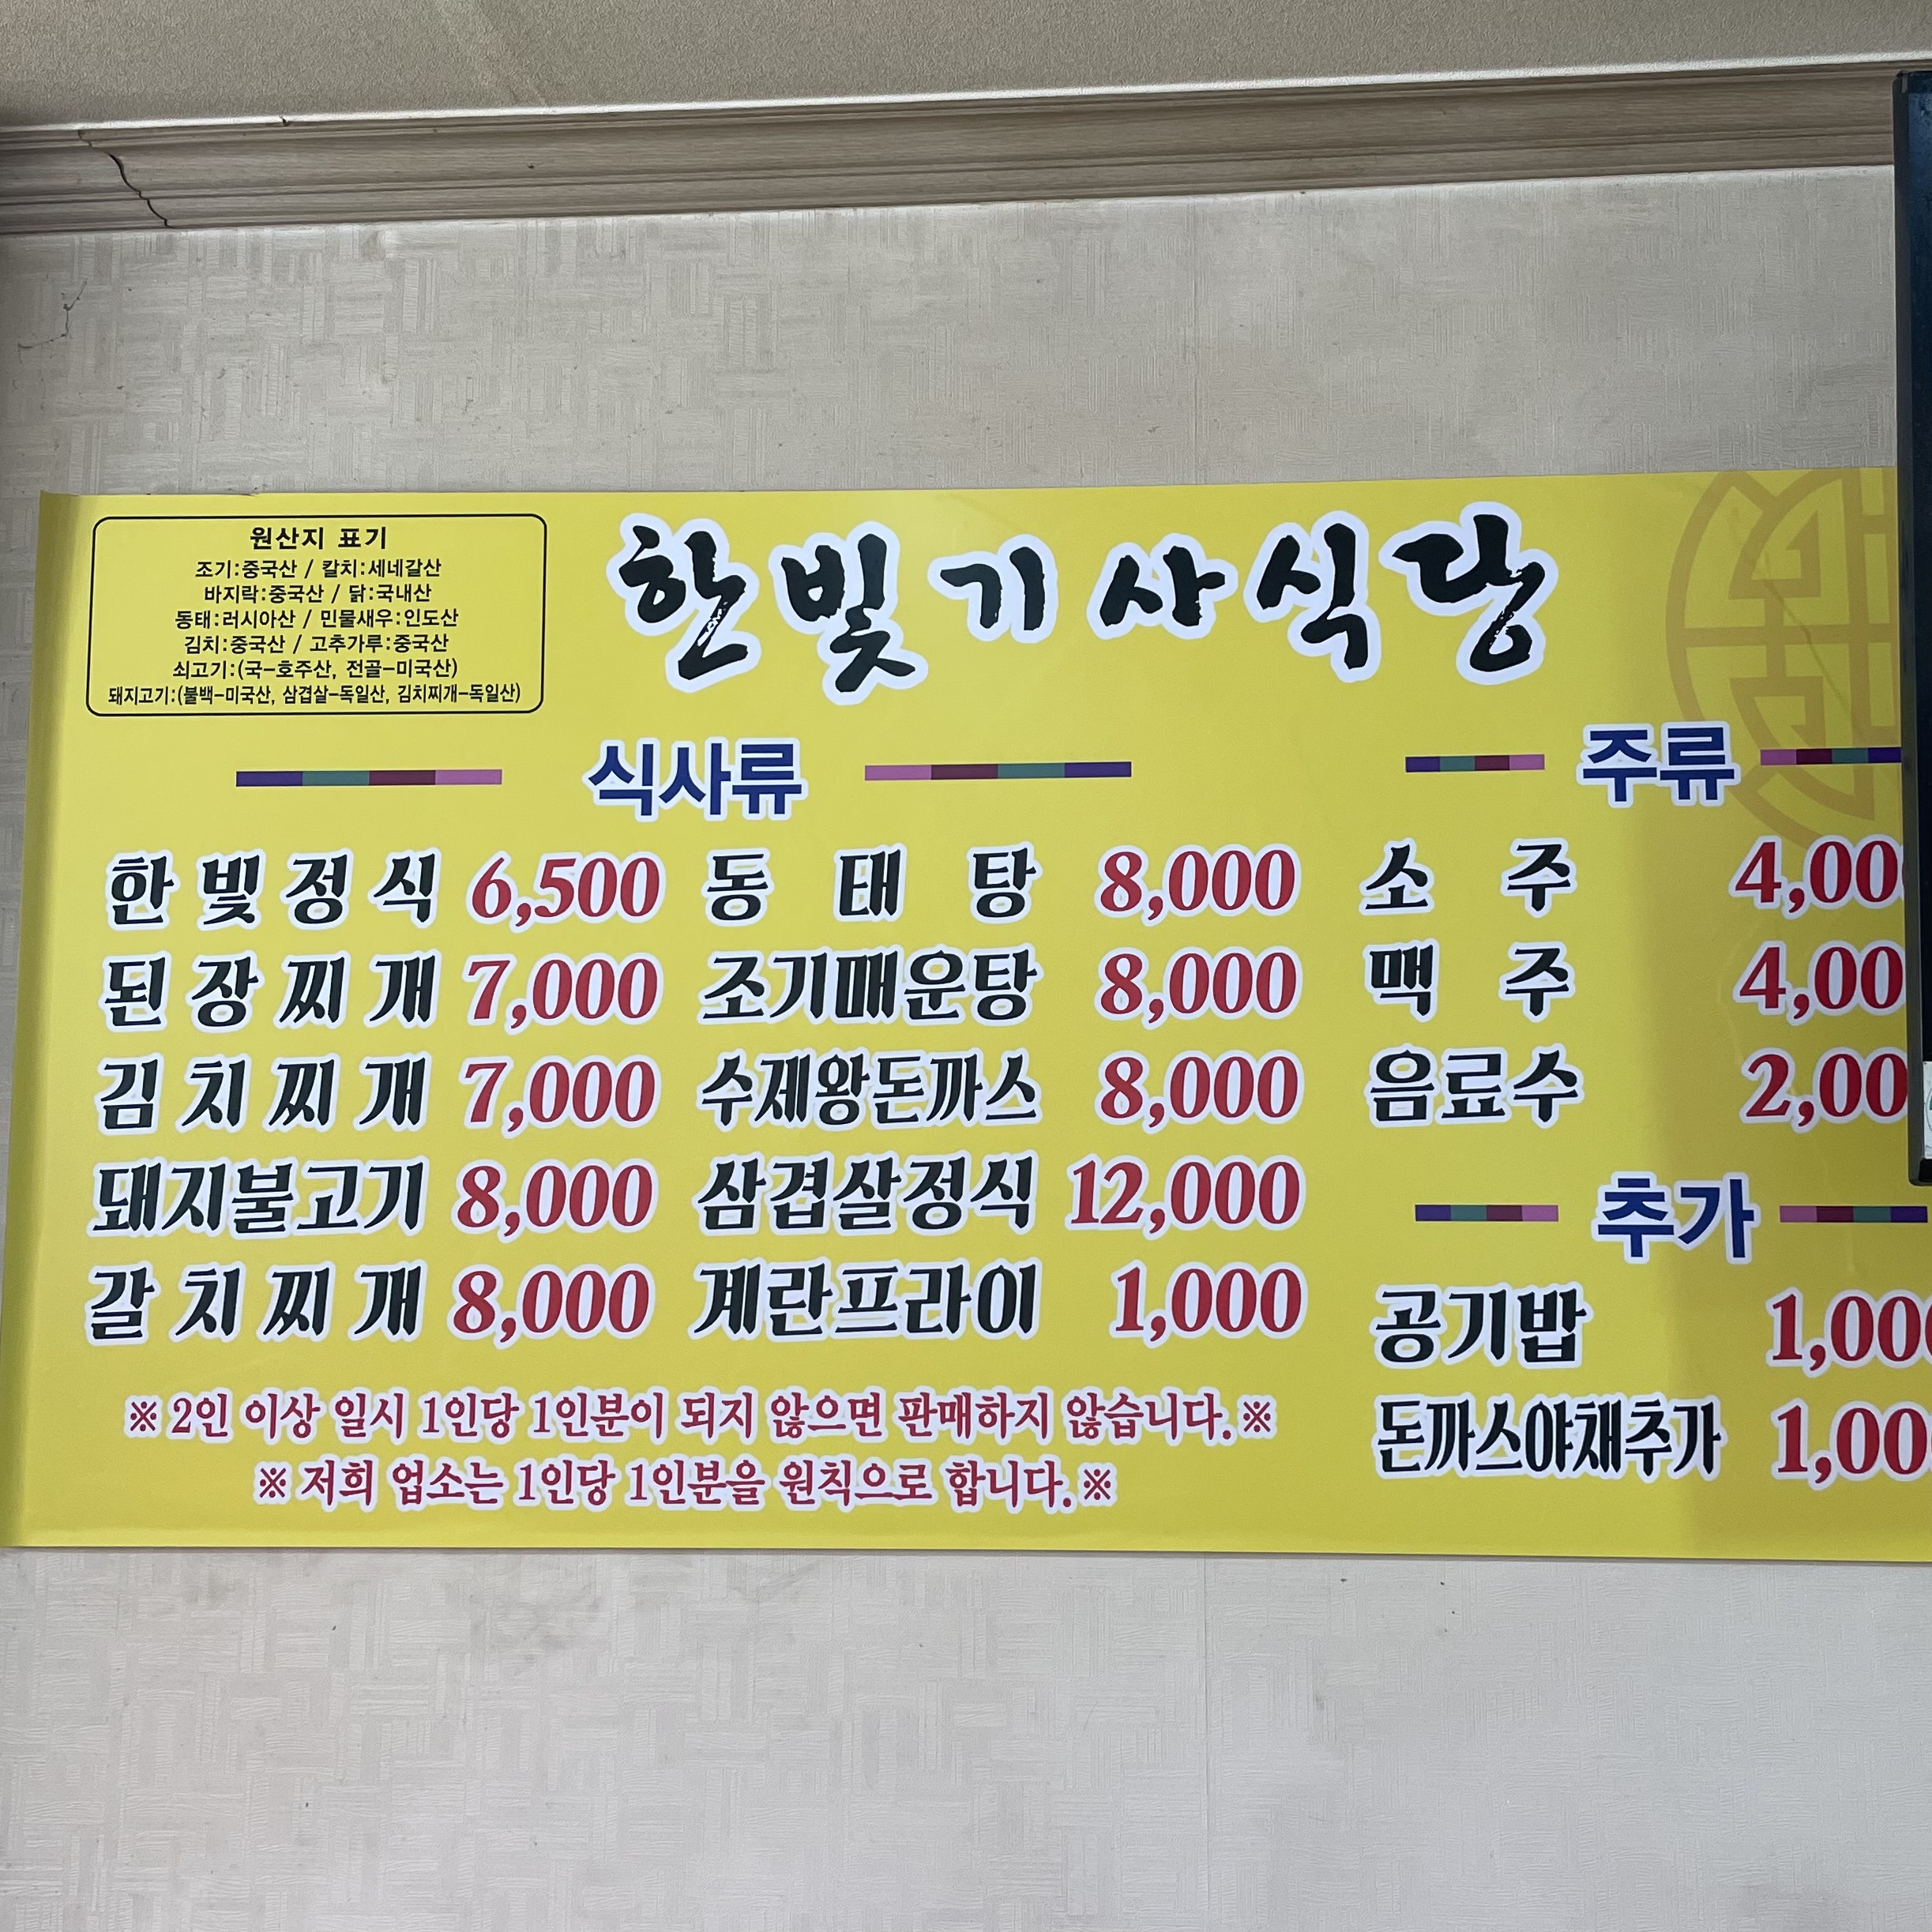 원산지 표기
조기:중국산 / 칼치:세네갈산
바지락:중국산 / 닭:국내산
동태:러시아산 / 민물새우:인도산
김치:중국산 / 고추가루:중국산
쇠고기:(국-호주산, 전골-미국산)
돼지고기:(불백-미국산, 삼겹살-독일산, 김치찌개-독일산)
한빛기사식당
식사류
한빛정식 6,500
된장찌개 7,000
김치찌개 7,000
돼지불고기 8,000
갈치찌개 8,000
동태탕 8,000
조기매운탕 8,000
수제왕돈까스 8,000
삼겹살정식 12,000
계란프라이 1,000
※ 2인 이상 일시 1인당 1인분이 되지 않으면 판매하지 않습니다. ※
※ 저희 업소는 1인당 1인분을 원칙으로 합니다. ※
주류
소주 4,00
맥주 4,00
음료수 2,00
추가
공기밥 1,00
돈까스야채추가 1,00